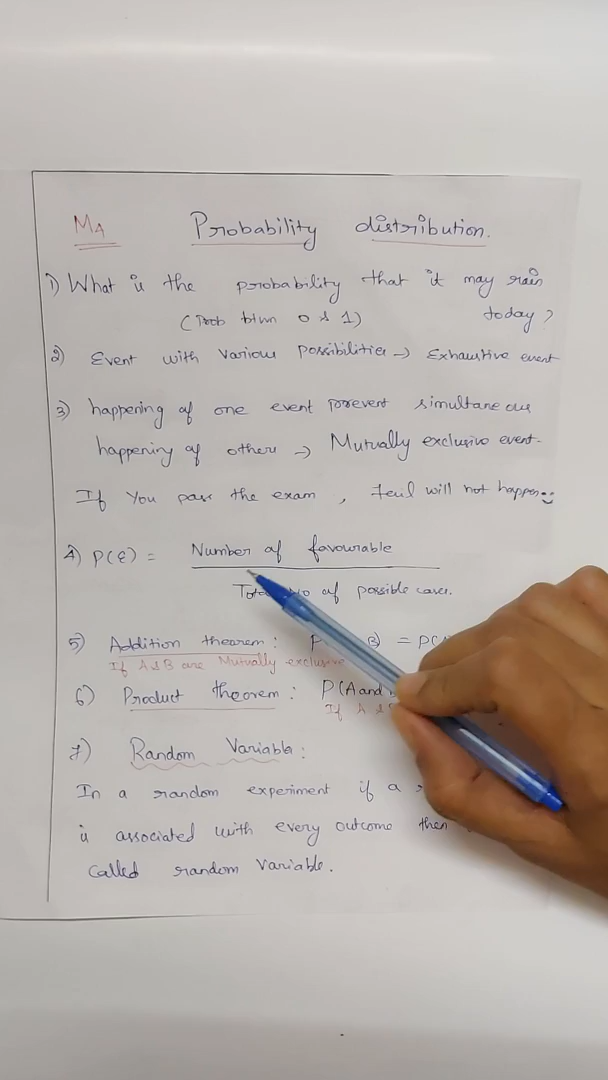 M4 Probability distribution.
1) What is the probability that it may rain
(Prob btwn 0 & 1) today?
2) Event with various possibilities → Exhaustive event
3) happening of one event prevent simultaneous
happening of others → Mutually exclusive event.
If You pass the exam, Fail will not happen
4) P(E) = Number of favourable
No of possible cases.
5) Addition theorem: P B) = P(
If A & B are Mutually exclusive
6) Product theorem: P(A and
If A &
7) Random Variable:
In a random experiment if a
is associated with every outcome then
called random variable.